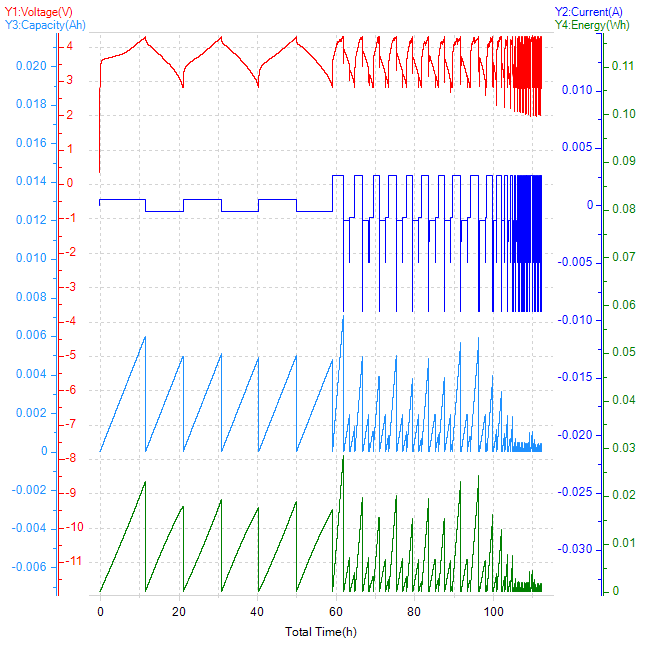 Y1:Voltage(V) Y2:Current(A)
Y3:Capacity(Ah) Y4:Energy(Wh)
4
0.020 0.11
3
0.018 0.010
2 0.10
0.016
1 0.005 0.09
0.014 0
0 0.08
0.012 -1
0.010 -2 -0.005 0.07
0.008 -3
0.06
-4 -0.010
0.006
-5 0.05
0.004 -6 -0.015
0.002 -7 0.04
-0.020
0 0.03
-8
-0.002 -9 -0.025 0.02
-0.004 -10
0.01
-0.006 -11 -0.030
0
0 20 40 60 80 100
Total Time(h)